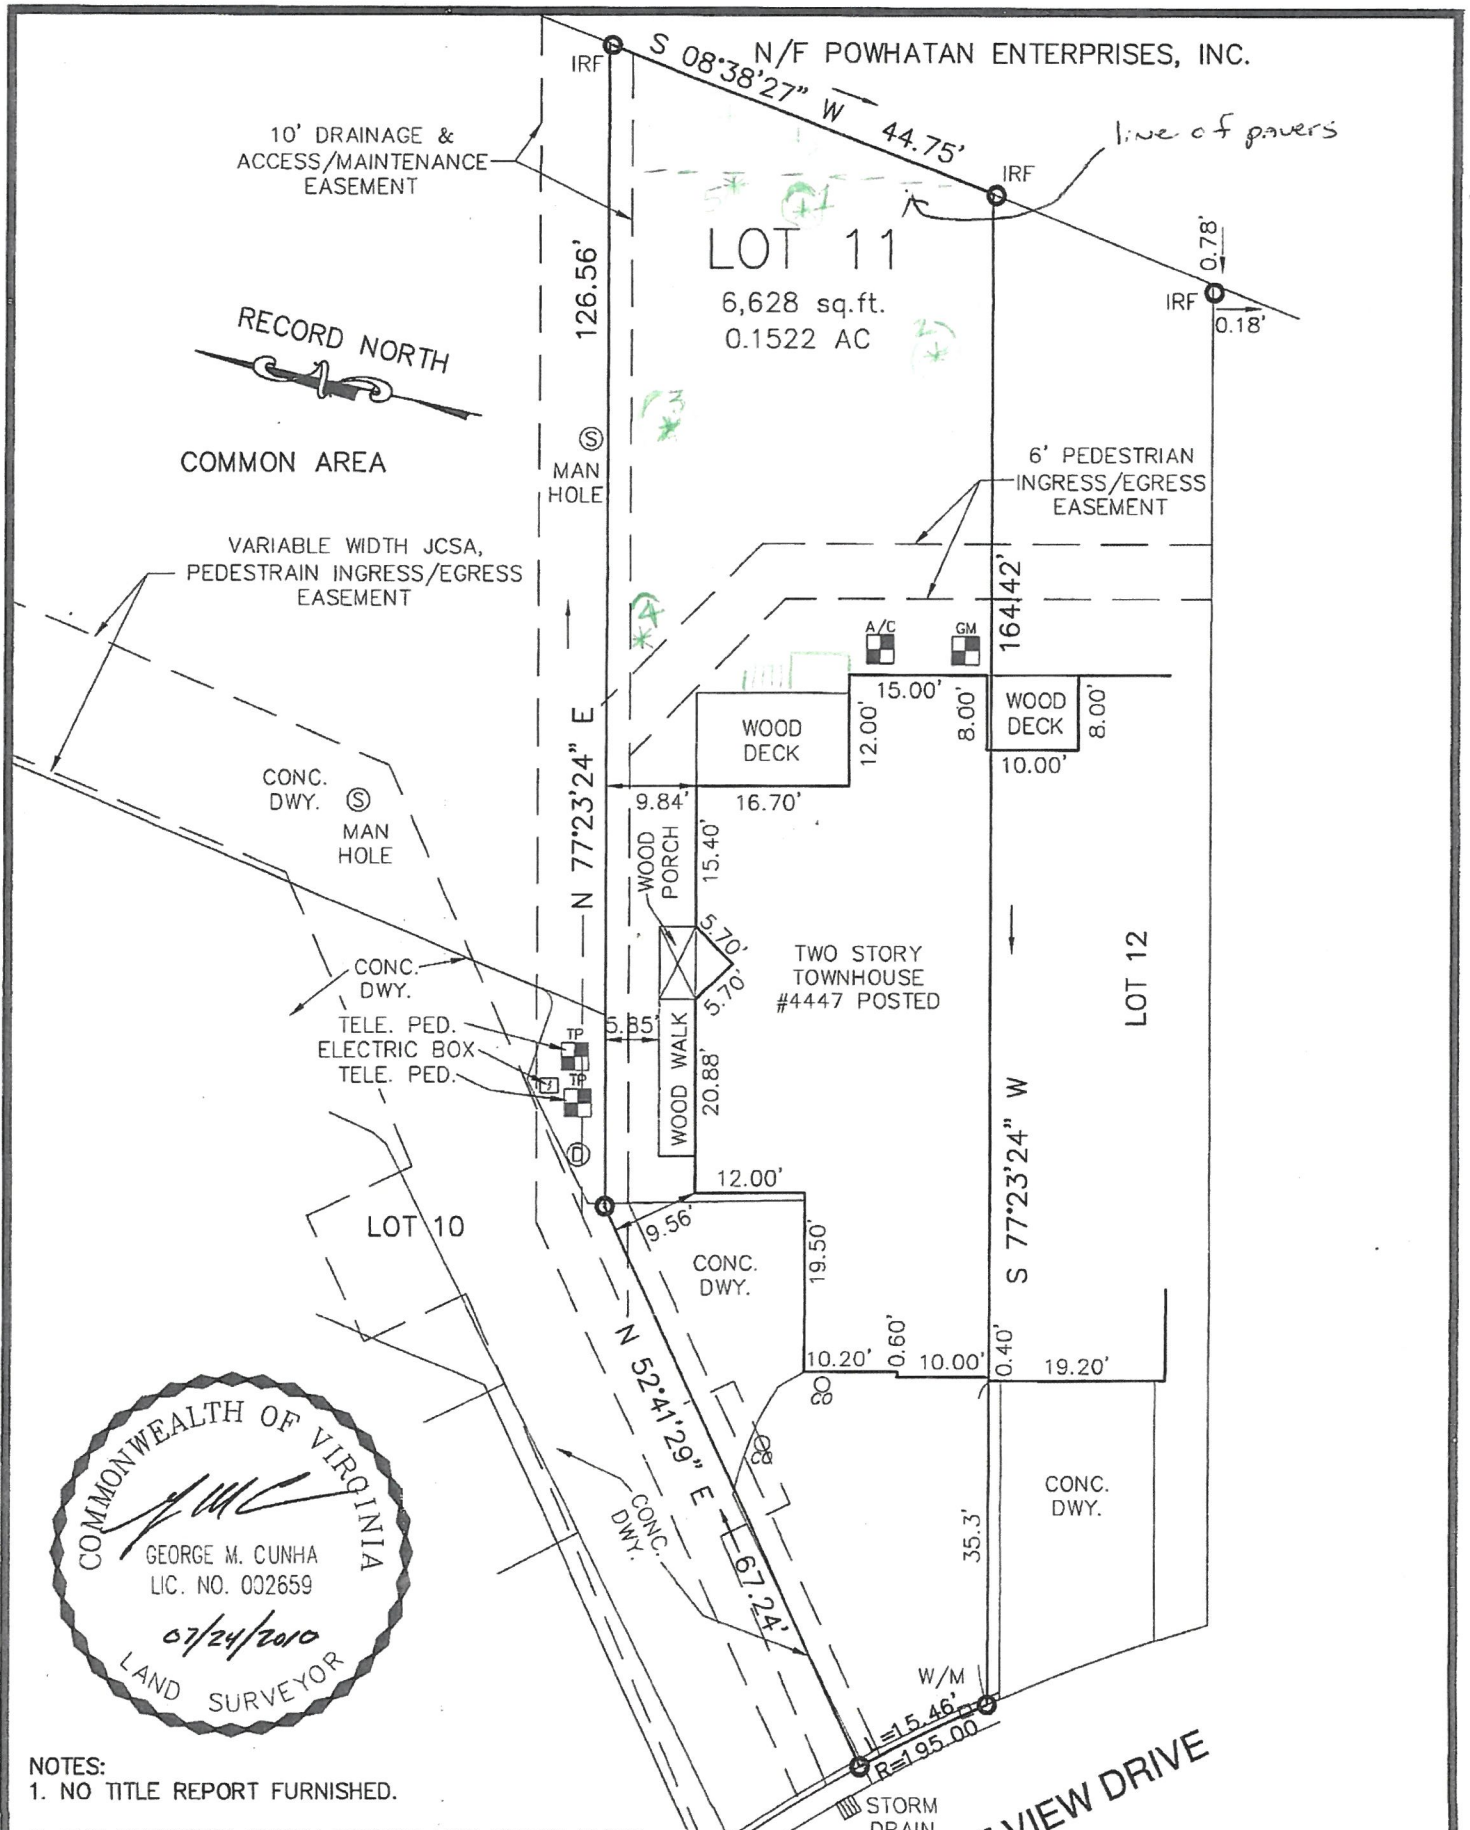 N/F POWHATAN ENTERPRISES, INC.
IRF
S 08°38'27" W
44.75'
line of pavers
10' DRAINAGE &
ACCESS/MAINTENANCE
EASEMENT
IRF
5
1
LOT 11
6,628 sq.ft.
0.1522 AC
126.56'
0.78'
IRF
0.18'
RECORD NORTH
2
3
COMMON AREA
S
MAN
HOLE
6' PEDESTRIAN
INGRESS/EGRESS
EASEMENT
VARIABLE WIDTH JCSA,
PEDESTRAIN INGRESS/EGRESS
EASEMENT
164.42'
4
A/C
GM
15.00'
WOOD
DECK
12.00'
8.00'
WOOD
DECK
8.00'
10.00'
N 77°23'24" E
9.84'
16.70'
CONC.
DWY.
S
MAN
HOLE
WOOD
PORCH
15.40'
5.70'
5.70'
TWO STORY
TOWNHOUSE
#4447 POSTED
LOT 12
CONC.
DWY.
TELE. PED.
ELECTRIC BOX
TELE. PED.
TP
TP
5.85'
WOOD WALK
20.88'
D
S 77°23'24" W
12.00'
LOT 10
9.56'
19.50'
CONC.
DWY.
N 52°41'29" E
67.24'
10.20'
0.60'
10.00'
0.40'
19.20'
CO
CO
CONC.
DWY.
CONC.
DWY.
35.3'
COMMONWEALTH OF VIRGINIA
GEORGE M. CUNHA
LIC. NO. 002659
07/24/2010
LAND SURVEYOR
W/M
=15.46'
R=195.00
STORM
DRAIN
VIEW DRIVE
NOTES:
1. NO TITLE REPORT FURNISHED.